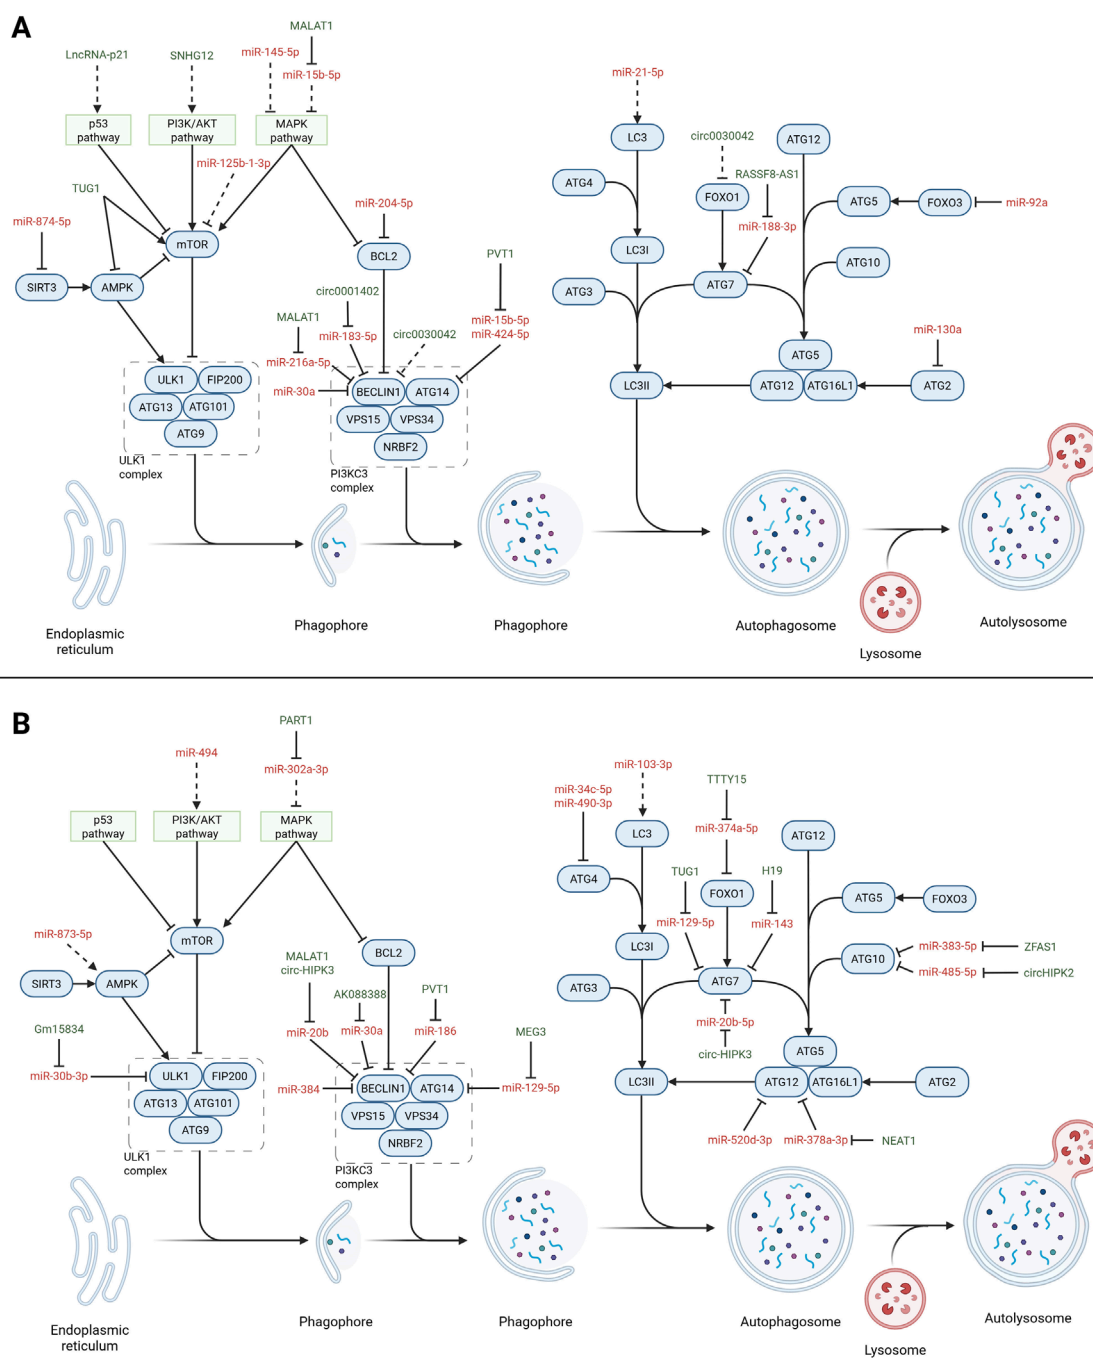 A
MALAT1
LncRNA-p21
SNHG12
miR-145-5p
miR-15b-5p
p53
pathway
PI3K/AKT
pathway
MAPK
pathway
miR-125b-1-3p
TUG1
miR-874-5p
miR-204-5p
mTOR
BCL2
SIRT3
AMPK
PVT1
circ0001402
MALAT1
miR-183-5p
circ0030042
miR-15b-5p
miR-424-5p
miR-216a-5p
miR-30a
ULK1
FIP200
ATG13
ATG101
ATG9
ULK1
complex
BECLIN1
ATG14
VPS15
VPS34
NRBF2
PI3KC3
complex
miR-21-5p
LC3
circ0030042
ATG12
RASSF8-AS1
ATG4
FOXO1
ATG5
FOXO3
miR-92a
miR-188-3p
LC3I
ATG10
ATG3
ATG7
miR-130a
ATG5
LC3II
ATG12
ATG16L1
ATG2
Endoplasmic
reticulum
Phagophore
Phagophore
Autophagosome
Lysosome
Autolysosome
B
PART1
miR-494
miR-302a-3p
p53
pathway
PI3K/AKT
pathway
MAPK
pathway
miR-873-5p
mTOR
BCL2
SIRT3
AMPK
MALAT1
circ-HIPK3
AK088388
PVT1
Gm15834
miR-20b
miR-30a
miR-186
MEG3
miR-30b-3p
miR-384
miR-129-5p
ULK1
FIP200
ATG13
ATG101
ATG9
ULK1
complex
BECLIN1
ATG14
VPS15
VPS34
NRBF2
PI3KC3
complex
miR-103-3p
miR-34c-5p
miR-490-3p
TTTY15
LC3
miR-374a-5p
ATG12
ATG4
TUG1
H19
FOXO1
ATG5
FOXO3
miR-129-5p
miR-143
LC3I
ATG10
miR-383-5p
ZFAS1
miR-485-5p
circHIPK2
ATG3
ATG7
miR-20b-5p
circ-HIPK3
ATG5
LC3II
ATG12
ATG16L1
ATG2
miR-520d-3p
miR-378a-3p
NEAT1
Endoplasmic
reticulum
Phagophore
Phagophore
Autophagosome
Lysosome
Autolysosome